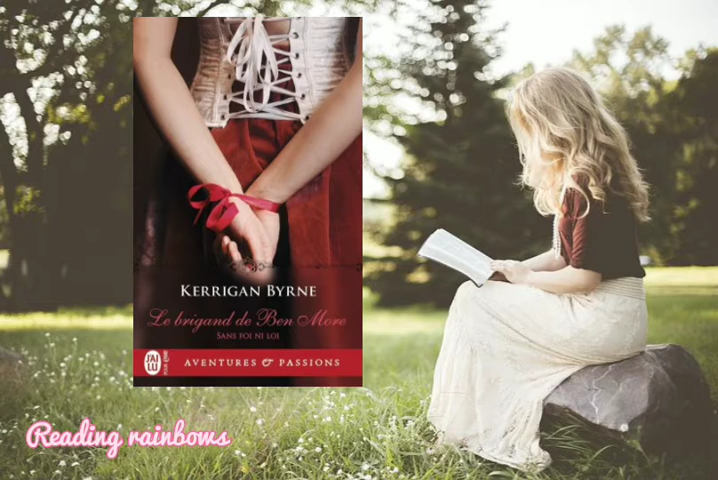 KERRIGAN BYRNE
Le brigand de Ben More
SANS FOI NI LOI
J'AI LU
AVENTURES & PASSIONS
Reading rainbows